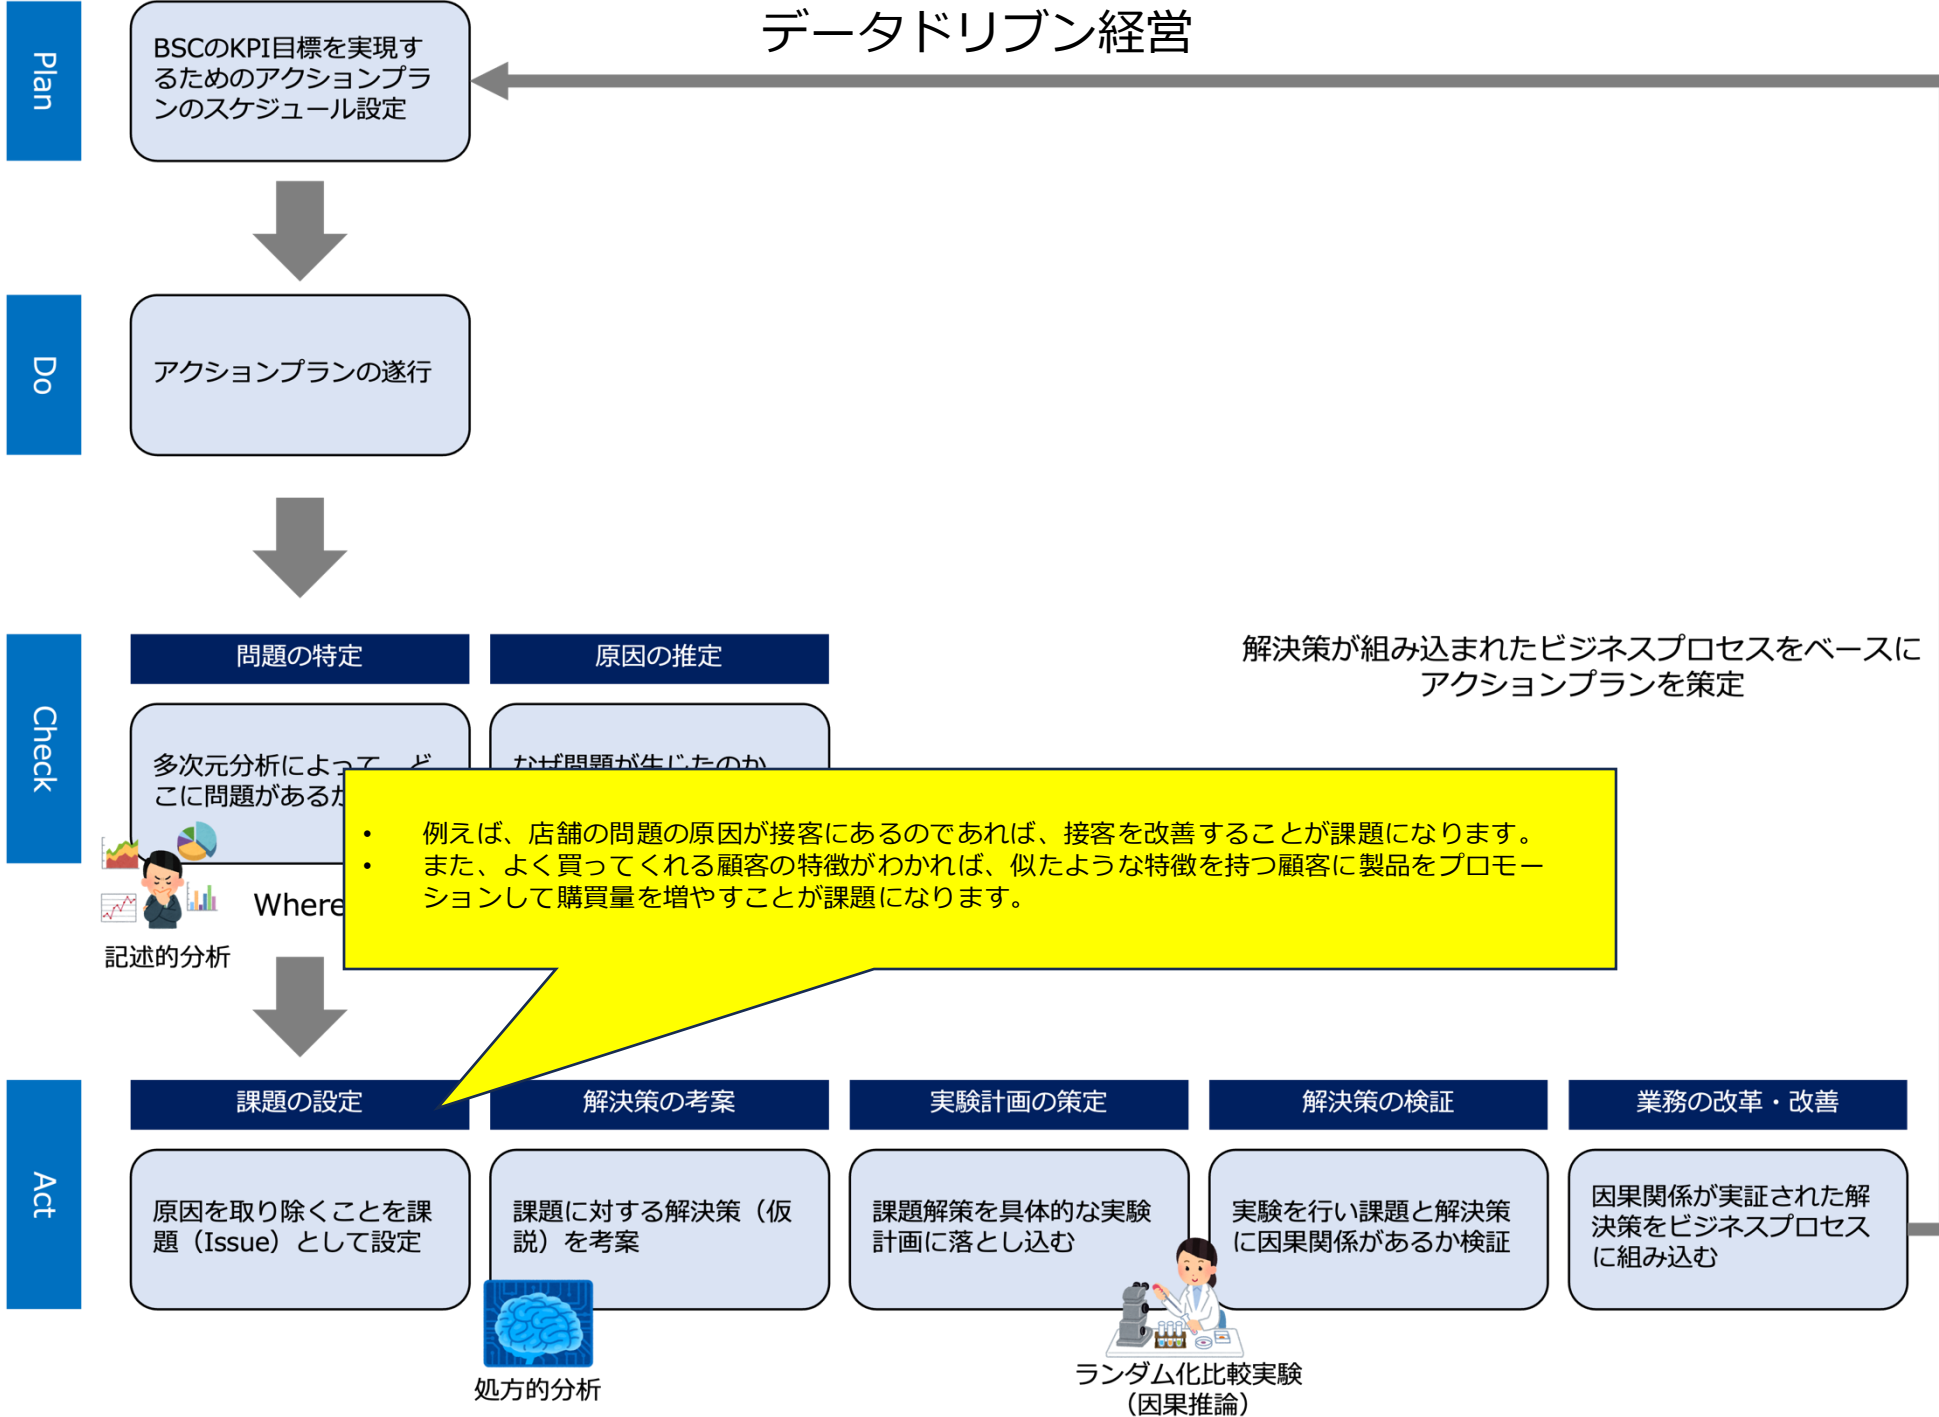 データドリブン経営
Plan
BSCのKPI目標を実現す
るためのアクションプラ
ンのスケジュール設定
Do
アクションプランの遂行
Check
問題の特定
原因の推定
解決策が組み込まれたビジネスプロセスをベースに
アクションプランを策定
多次元分析によって、ど
こに問題があるか
なぜ問題が生じたのか
• 例えば、店舗の問題の原因が接客にあるのであれば、接客を改善することが課題になります。
• また、よく買ってくれる顧客の特徴がわかれば、似たような特徴を持つ顧客に製品をプロモー
ションして購買量を増やすことが課題になります。
Where
記述的分析
Act
課題の設定
解決策の考案
実験計画の策定
解決策の検証
業務の改革・改善
原因を取り除くことを課
題（Issue）として設定
課題に対する解決策（仮
説）を考案
課題解策を具体的な実験
計画に落とし込む
実験を行い課題と解決策
に因果関係があるか検証
因果関係が実証された解
決策をビジネスプロセス
に組み込む
処方的分析
ランダム化比較実験
（因果推論）